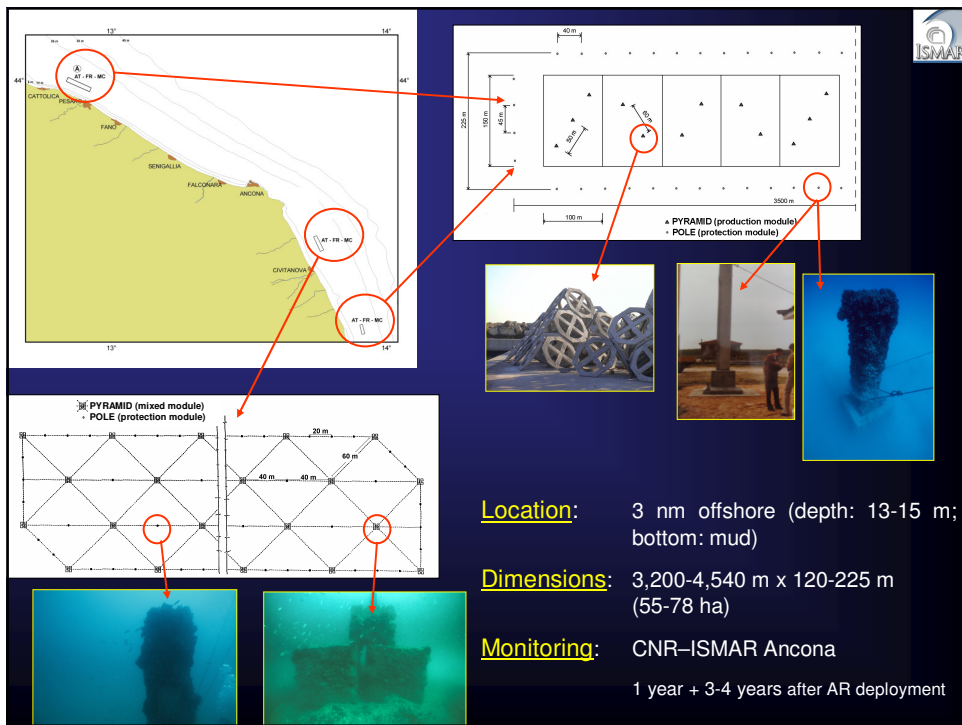 13°
14°
A
AT - FR - MC
44°
44°
CATTOLICA
PESARO
FANO
SENIGALLIA
FALCONARA
ANCONA
AT - FR - MC
CIVITANOVA
AT - FR - MC
13°
14°
ISMAR
40 m
225 m
150 m
45 m
50 m
60 m
3500 m
100 m
PYRAMID (production module)
POLE (protection module)
PYRAMID (mixed module)
POLE (protection module)
20 m
60 m
40 m
40 m
Location: 3 nm offshore (depth: 13-15 m;
bottom: mud)
Dimensions: 3,200-4,540 m x 120-225 m
(55-78 ha)
Monitoring: CNR–ISMAR Ancona
1 year + 3-4 years after AR deployment